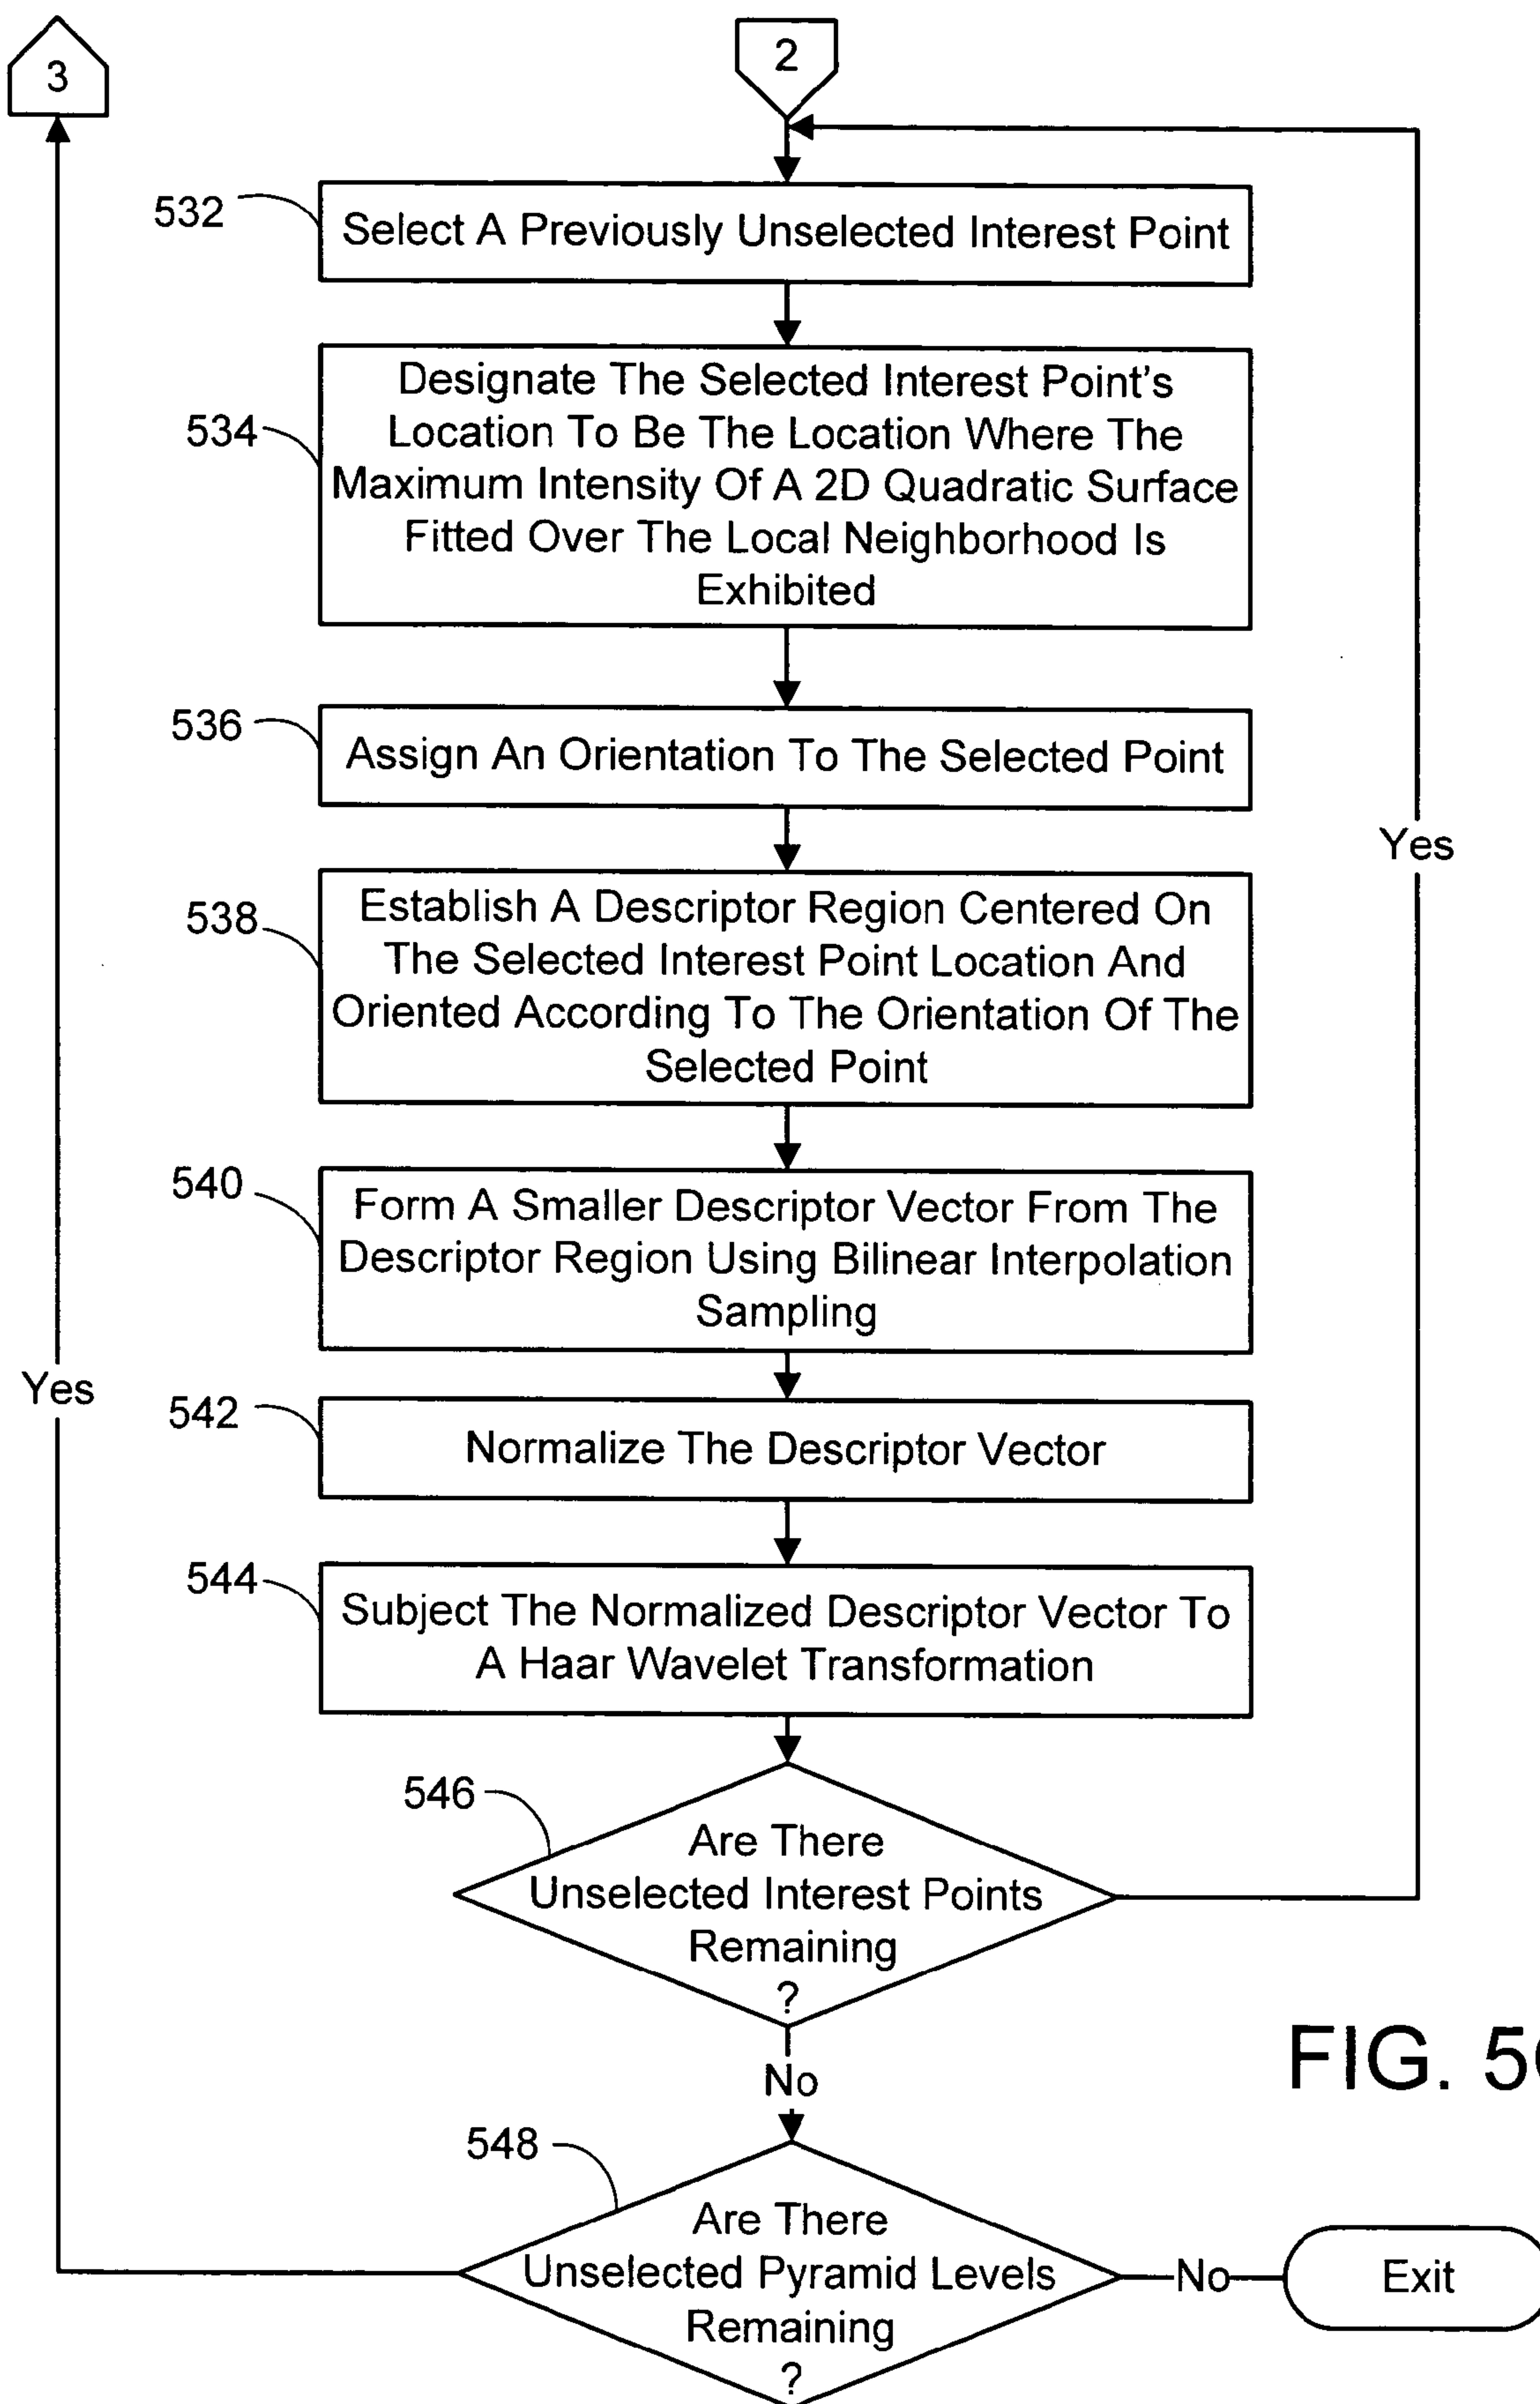 3
2
532
Select A Previously Unselected Interest Point
534
Designate The Selected Interest Point's
Location To Be The Location Where The
Maximum Intensity Of A 2D Quadratic Surface
Fitted Over The Local Neighborhood Is
Exhibited
536
Assign An Orientation To The Selected Point
Yes
538
Establish A Descriptor Region Centered On
The Selected Interest Point Location And
Oriented According To The Orientation Of The
Selected Point
540
Form A Smaller Descriptor Vector From The
Descriptor Region Using Bilinear Interpolation
Sampling
Yes
542
Normalize The Descriptor Vector
544
Subject The Normalized Descriptor Vector To
A Haar Wavelet Transformation
546
Are There
Unselected Interest Points
Remaining
?
No
FIG. 5
548
Are There
Unselected Pyramid Levels
Remaining
?
No
Exit